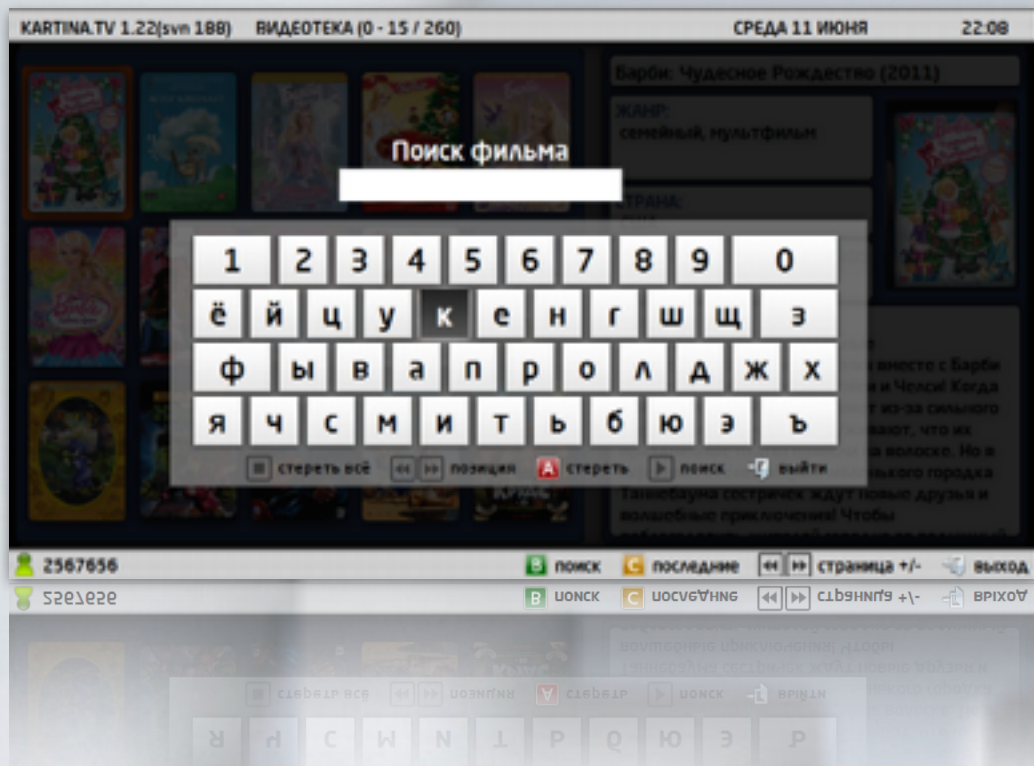 KARTINA.TV 1.22(svn 188) ВИДЕОТЕКА (0 - 15 / 260) СРЕДА 11 ИЮНЯ 22:08
Барби: Чудесное Рождество (2011)
ЖАНР:
семейный, мультфильм
Поиск фильма
СТРАНА:
1 2 3 4 5 6 7 8 9 0
ё й ц у к е н г ш щ з
ф ы в а п р о л д ж х
я ч с м и т ь б ю э ъ
вместе с Барби
и Челси! Когда
из-за сильного
что их
на волоске. Но в
городка
стереть всё позиция A стереть поиск выйти
Танненбаума сестричек ждут новые друзья и
волшебные приключения! Чтобы
2567656 B поиск C последние страница +/- выход